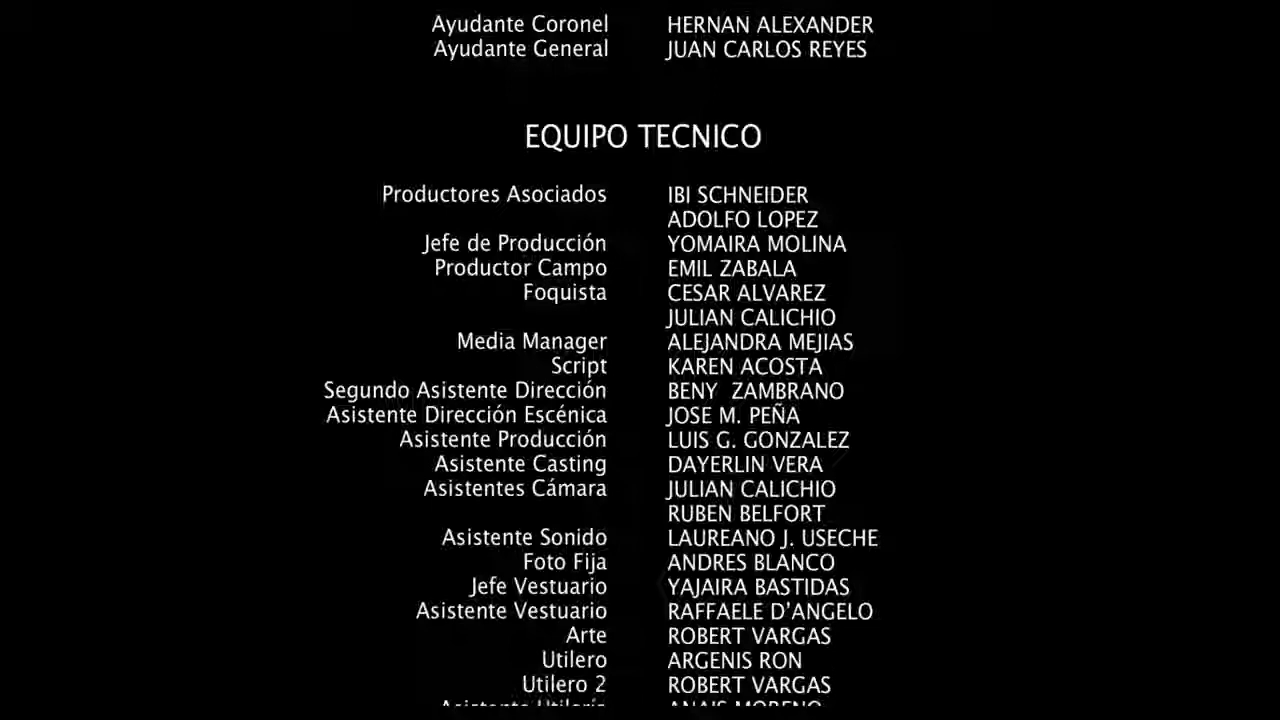 Ayudante Coronel HERNAN ALEXANDER
Ayudante General JUAN CARLOS REYES
EQUIPO TECNICO
Productores Asociados IBI SCHNEIDER
ADOLFO LOPEZ
Jefe de Producción YOMAIRA MOLINA
Productor Campo EMIL ZABALA
Foquista CESAR ALVAREZ
JULIAN CALICHIO
Media Manager ALEJANDRA MEJIAS
Script KAREN ACOSTA
Segundo Asistente Dirección BENY ZAMBRANO
Asistente Dirección Escénica JOSE M. PEÑA
Asistente Producción LUIS G. GONZALEZ
Asistente Casting DAYERLIN VERA
Asistentes Cámara JULIAN CALICHIO
RUBEN BELFORT
Asistente Sonido LAUREANO J. USECHE
Foto Fija ANDRES BLANCO
Jefe Vestuario YAJAIRA BASTIDAS
Asistente Vestuario RAFFAELE D'ANGELO
Arte ROBERT VARGAS
Utilero ARGENIS RON
Utilero 2 ROBERT VARGAS
Asistente Utilería ANAIS MORENO